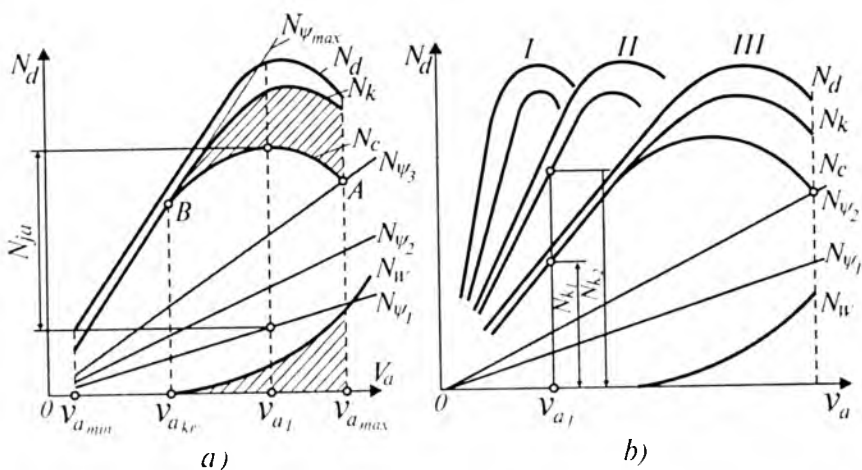 N_d
N_ψmax
N_d
N_k
N_c
N_ψ3
A
B
N_ja
N_ψ2
N_w
N_ψ1
V_a
0
v_a min
v_a kr
v_a1
v_a max
a)
N_d
I
II
III
N_d
N_k
N_c
N_ψ2
N_ψ1
N_w
N_k1
N_k2
0
v_a1
v_a
b)